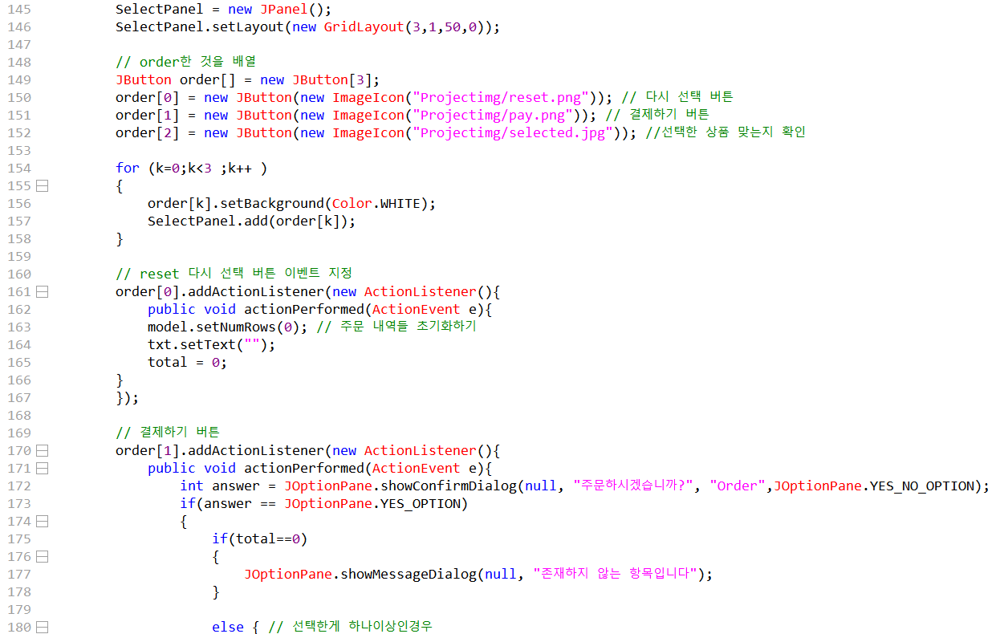 145 SelectPanel = new JPanel();
146 SelectPanel.setLayout(new GridLayout(3,1,50,0));
147
148 // order한 것을 배열
149 JButton order[] = new JButton[3];
150 order[0] = new JButton(new ImageIcon("Projectimg/reset.png")); // 다시 선택 버튼
151 order[1] = new JButton(new ImageIcon("Projectimg/pay.png")); // 결제하기 버튼
152 order[2] = new JButton(new ImageIcon("Projectimg/selected.jpg")); //선택한 상품 맞는지 확인
153
154 for (k=0;k<3 ;k++ )
155 {
156 order[k].setBackground(Color.WHITE);
157 SelectPanel.add(order[k]);
158 }
159
160 // reset 다시 선택 버튼 이벤트 지정
161 order[0].addActionListener(new ActionListener(){
162 public void actionPerformed(ActionEvent e){
163 model.setNumRows(0); // 주문 내역들 초기화하기
164 txt.setText("");
165 total = 0;
166 }
167 });
168
169 // 결제하기 버튼
170 order[1].addActionListener(new ActionListener(){
171 public void actionPerformed(ActionEvent e){
172 int answer = JOptionPane.showConfirmDialog(null, "주문하시겠습니까?", "Order",JOptionPane.YES_NO_OPTION);
173 if(answer == JOptionPane.YES_OPTION)
174 {
175 if(total==0)
176 {
177 JOptionPane.showMessageDialog(null, "존재하지 않는 항목입니다");
178 }
179
180 else { // 선택한게 하나이상인경우